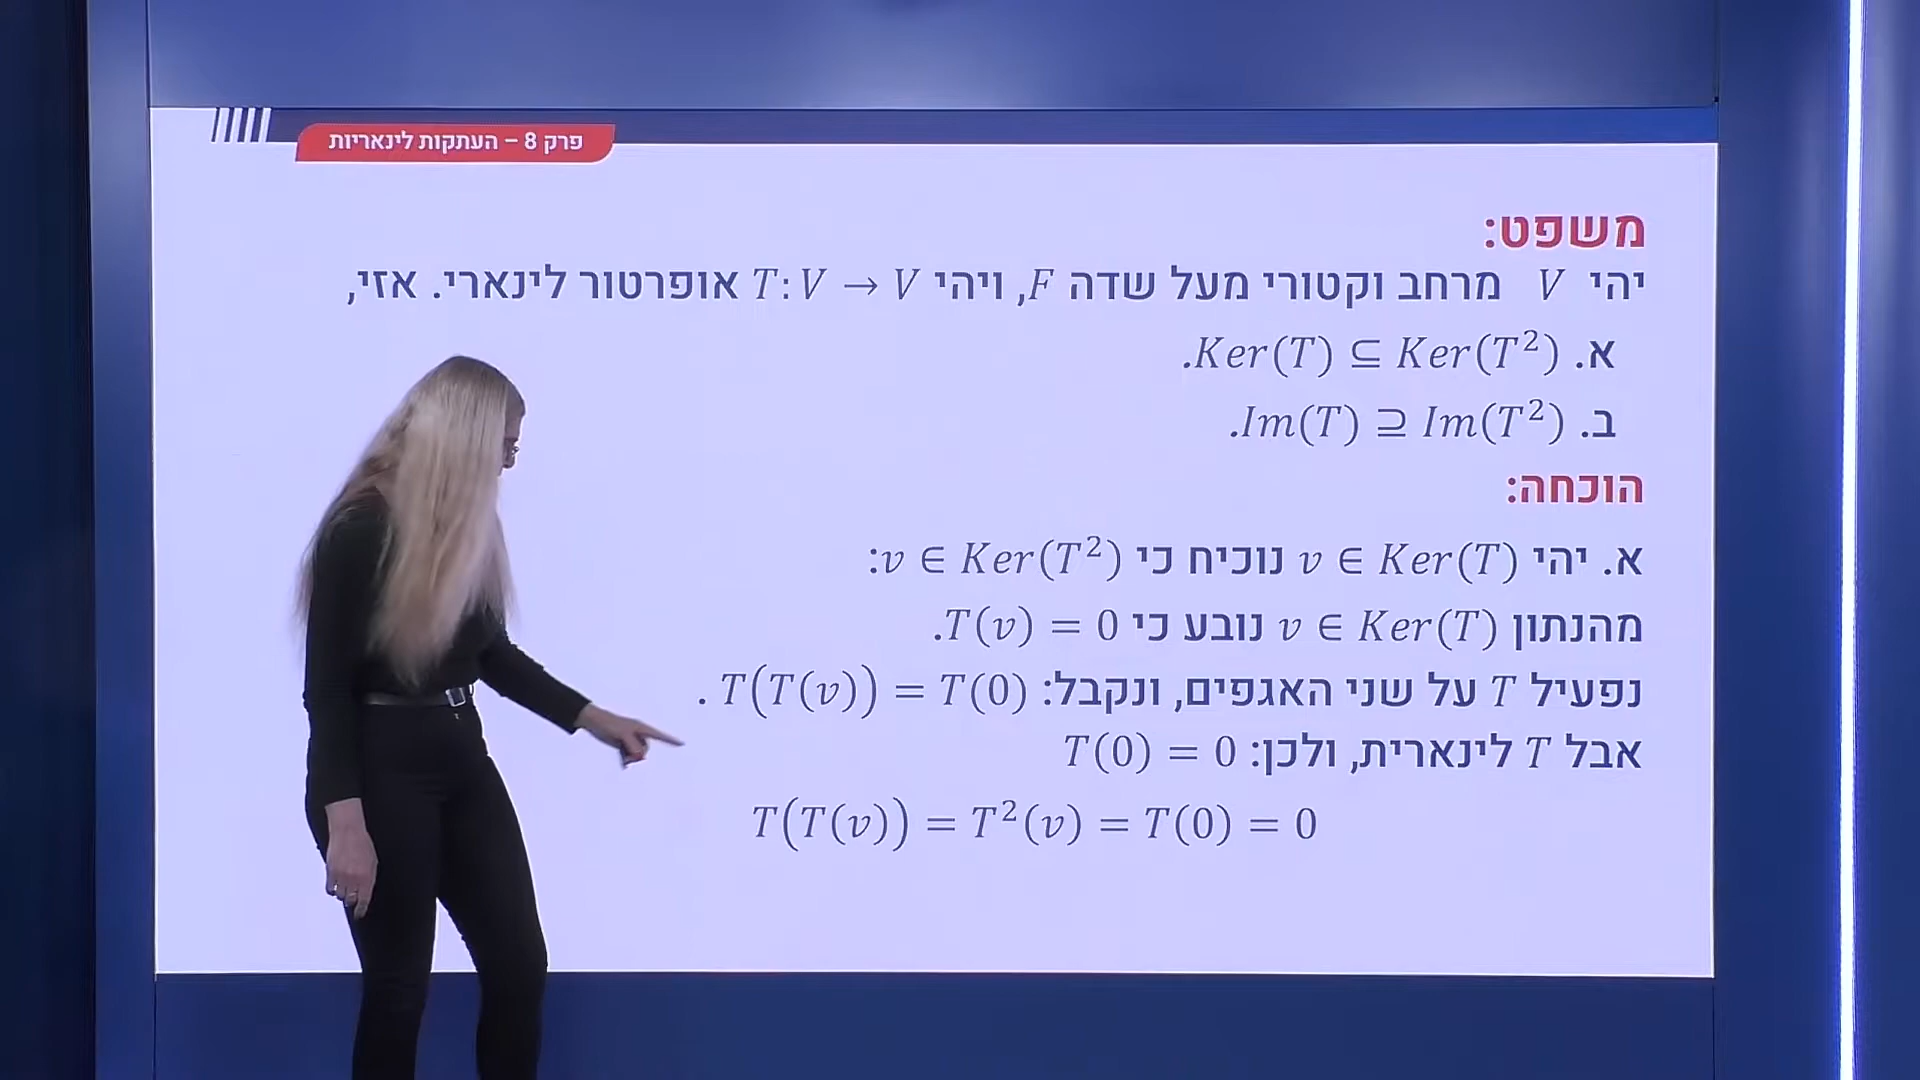 פרק 8 – העתקות לינאריות
משפט:
יהי V מרחב וקטורי מעל שדה F, ויהי T: V → V אופרטור לינארי. אזי,
א. Ker(T) ⊆ Ker(T²).
ב. Im(T) ⊇ Im(T²).
הוכחה:
א. יהי v ∈ Ker(T) נוכיח כי v ∈ Ker(T²):
מהנתון v ∈ Ker(T) נובע כי T(v) = 0.
נפעיל T על שני האגפים, ונקבל: T(T(v)) = T(0) .
אבל T לינארית, ולכן: T(0) = 0
T(T(v)) = T²(v) = T(0) = 0